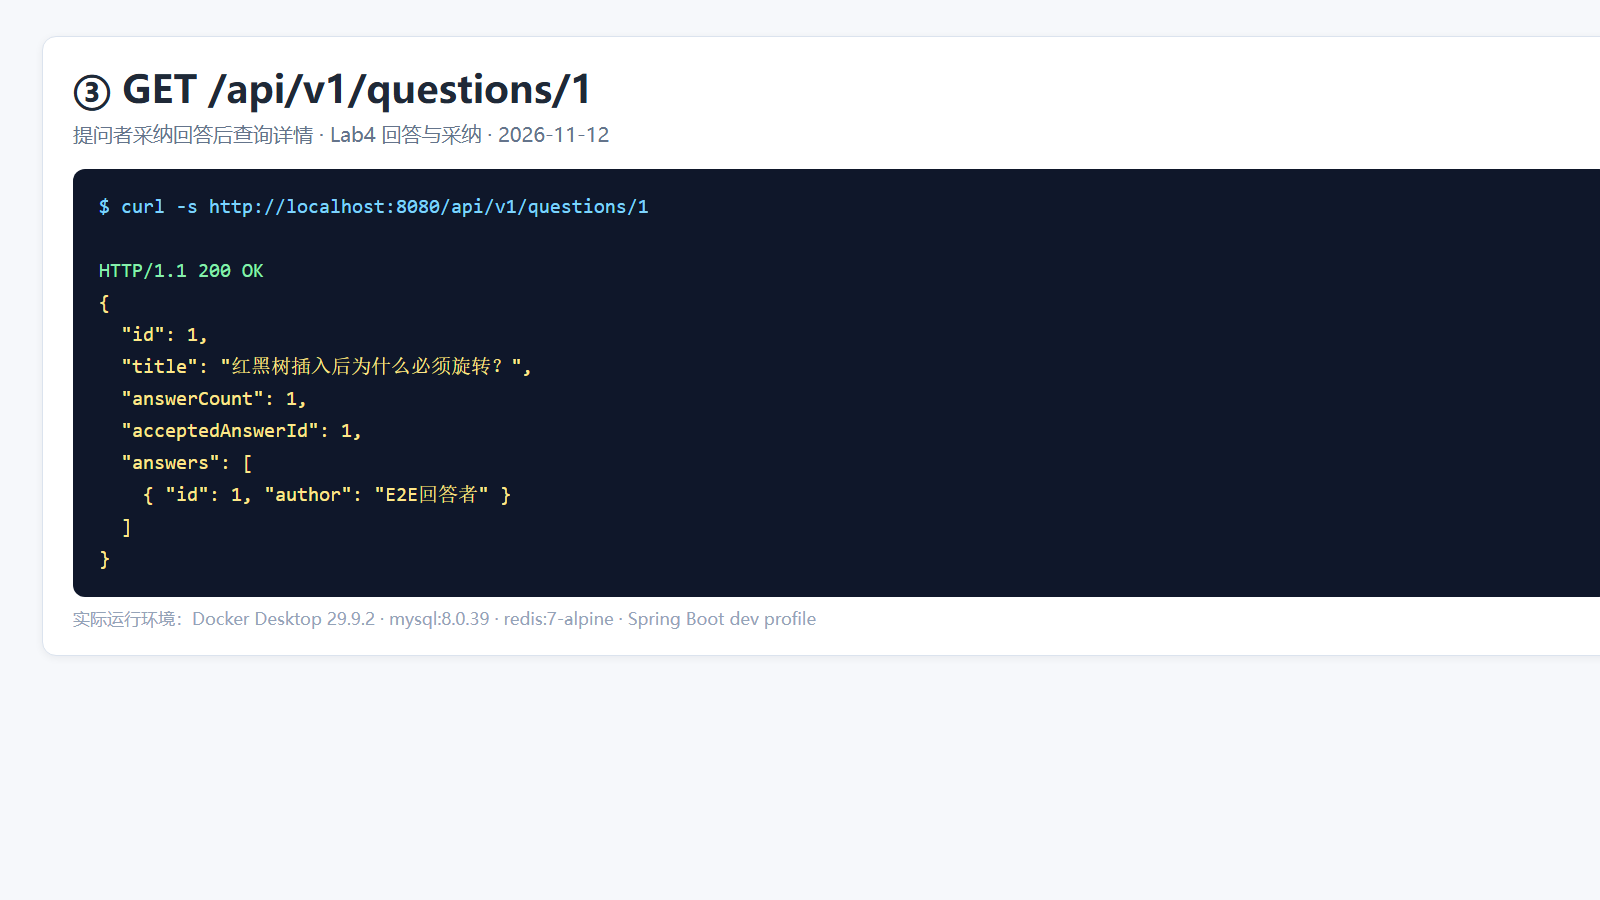 ③ GET /api/v1/questions/1
提问者采纳回答后查询详情 · Lab4 回答与采纳 · 2026-11-12
$ curl -s http://localhost:8080/api/v1/questions/1
HTTP/1.1 200 OK
{
  "id": 1,
  "title": "红黑树插入后为什么必须旋转？",
  "answerCount": 1,
  "acceptedAnswerId": 1,
  "answers": [
    { "id": 1, "author": "E2E回答者" }
  ]
}
实际运行环境：Docker Desktop 29.9.2 · mysql:8.0.39 · redis:7-alpine · Spring Boot dev profile